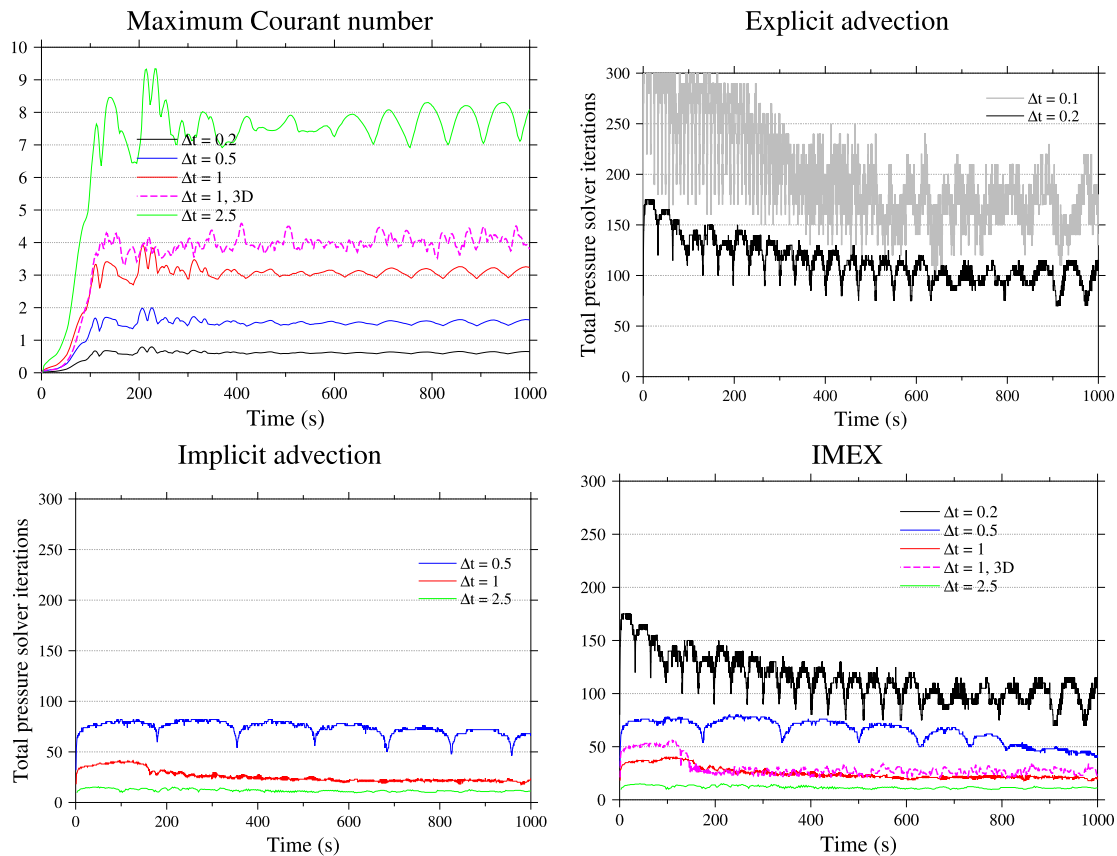 Maximum Courant number
10
9
8
7
6
5
4
3
2
1
0
Δt = 0.2
Δt = 0.5
Δt = 1
Δt = 1, 3D
Δt = 2.5
0 200 400 600 800 1000
Time (s)
Explicit advection
Total pressure solver iterations
300
250
200
150
100
50
0
Δt = 0.1
Δt = 0.2
0 200 400 600 800 1000
Time (s)
Implicit advection
Total pressure solver iterations
300
250
200
150
100
50
0
Δt = 0.5
Δt = 1
Δt = 2.5
0 200 400 600 800 1000
Time (s)
IMEX
300
250
200
150
100
50
0
Δt = 0.2
Δt = 0.5
Δt = 1
Δt = 1, 3D
Δt = 2.5
0 200 400 600 800 1000
Time (s)